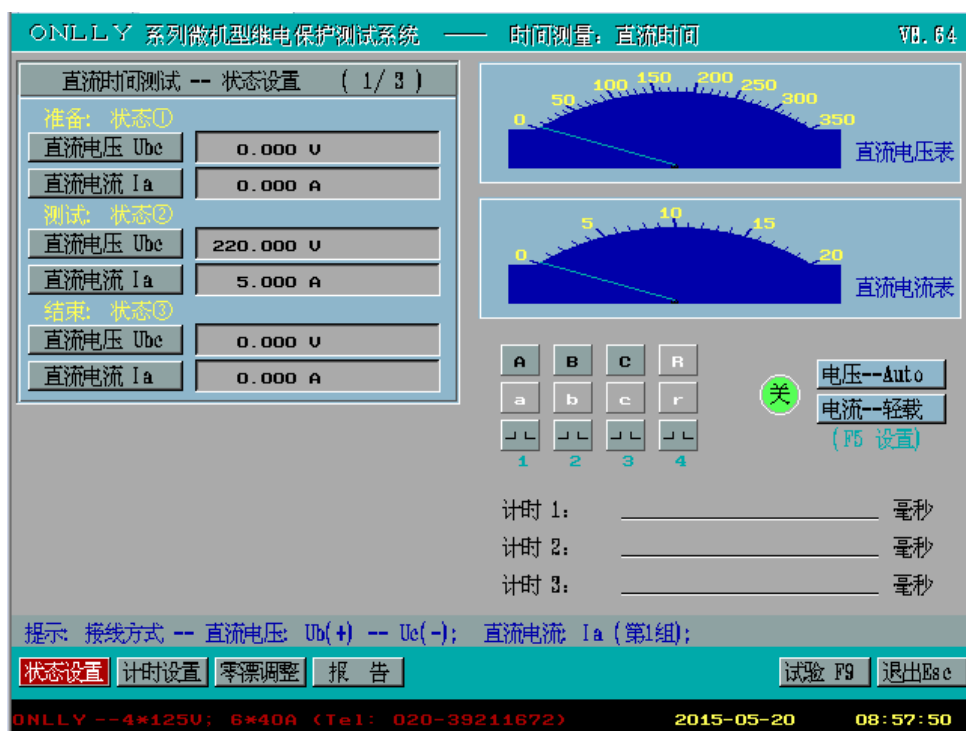 ONLLY 系列微机型继电保护测试系统 —— 时间测量: 直流时间 V8.64
直流时间测试 -- 状态设置 ( 1/ 3 )
准备: 状态①
直流电压 Ubc 0.000 V
直流电流 Ia 0.000 A
测试: 状态②
直流电压 Ubc 220.000 V
直流电流 Ia 5.000 A
结束: 状态③
直流电压 Ubc 0.000 V
直流电流 Ia 0.000 A
0 50 100 150 200 250 300 350
直流电压表
0 5 10 15 20
直流电流表
A B C R
a b c r
1 2 3 4
关
电压--Auto
电流--轻载
(F5 设置)
计时 1: 毫秒
计时 2: 毫秒
计时 3: 毫秒
提示: 接线方式 -- 直流电压: Ub(+) -- Uc(-); 直流电流: Ia (第1组);
状态设置 计时设置 零漂调整 报 告 试验 F9 退出Esc
ONLLY --4*125V; 6*40A (Tel: 020-39211672) 2015-05-20 08:57:50